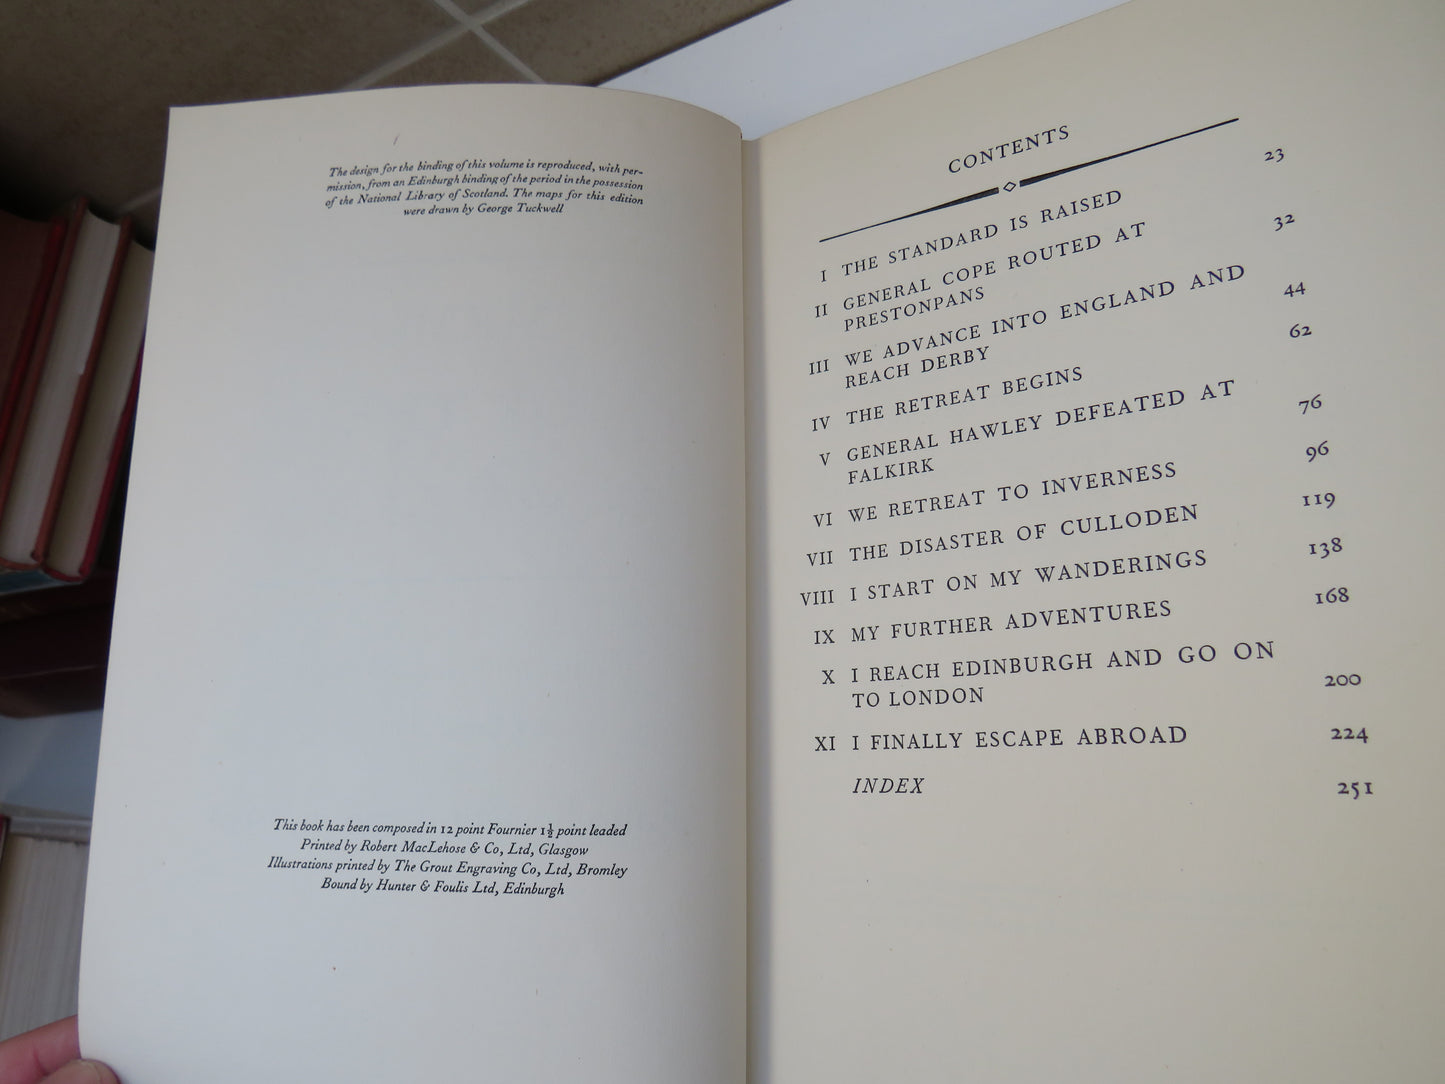 The design for the binding of this volume is reproduced, with per-
mission, from an Edinburgh binding of the period in the possession
of the National Library of Scotland. The maps for this edition
were drawn by George Tuckwell
This book has been composed in 12 point Fournier 1½ point leaded
Printed by Robert MacLehose & Co, Ltd, Glasgow
Illustrations printed by The Grout Engraving Co, Ltd, Bromley
Bound by Hunter & Foulis Ltd, Edinburgh
CONTENTS
I THE STANDARD IS RAISED 23
II GENERAL COPE ROUTED AT
PRESTONPANS 32
III WE ADVANCE INTO ENGLAND AND
REACH DERBY 44
IV THE RETREAT BEGINS 62
V GENERAL HAWLEY DEFEATED AT
FALKIRK 76
VI WE RETREAT TO INVERNESS 96
VII THE DISASTER OF CULLODEN 119
VIII I START ON MY WANDERINGS 138
IX MY FURTHER ADVENTURES 168
X I REACH EDINBURGH AND GO ON
TO LONDON 200
XI I FINALLY ESCAPE ABROAD 224
INDEX 251